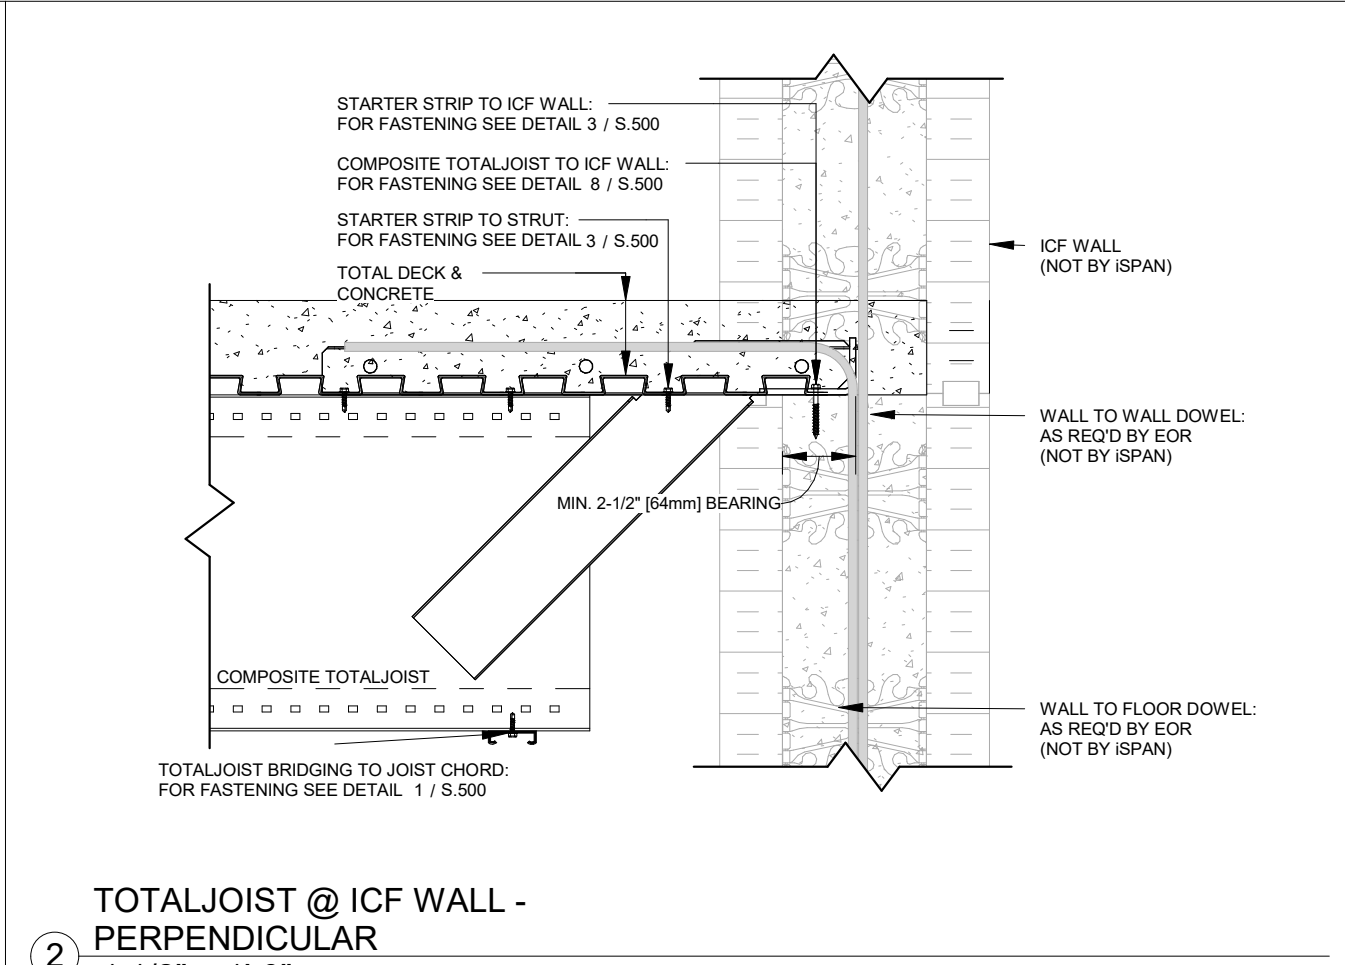 STARTER STRIP TO ICF WALL:
FOR FASTENING SEE DETAIL 3 / S.500
COMPOSITE TOTALJOIST TO ICF WALL:
FOR FASTENING SEE DETAIL 8 / S.500
STARTER STRIP TO STRUT:
FOR FASTENING SEE DETAIL 3 / S.500
TOTAL DECK &
CONCRETE
ICF WALL
(NOT BY iSPAN)
WALL TO WALL DOWEL:
AS REQ'D BY EOR
(NOT BY iSPAN)
MIN. 2-1/2" [64mm] BEARING
COMPOSITE TOTALJOIST
WALL TO FLOOR DOWEL:
AS REQ'D BY EOR
(NOT BY iSPAN)
TOTALJOIST BRIDGING TO JOIST CHORD:
FOR FASTENING SEE DETAIL 1 / S.500
TOTALJOIST @ ICF WALL -
PERPENDICULAR
2